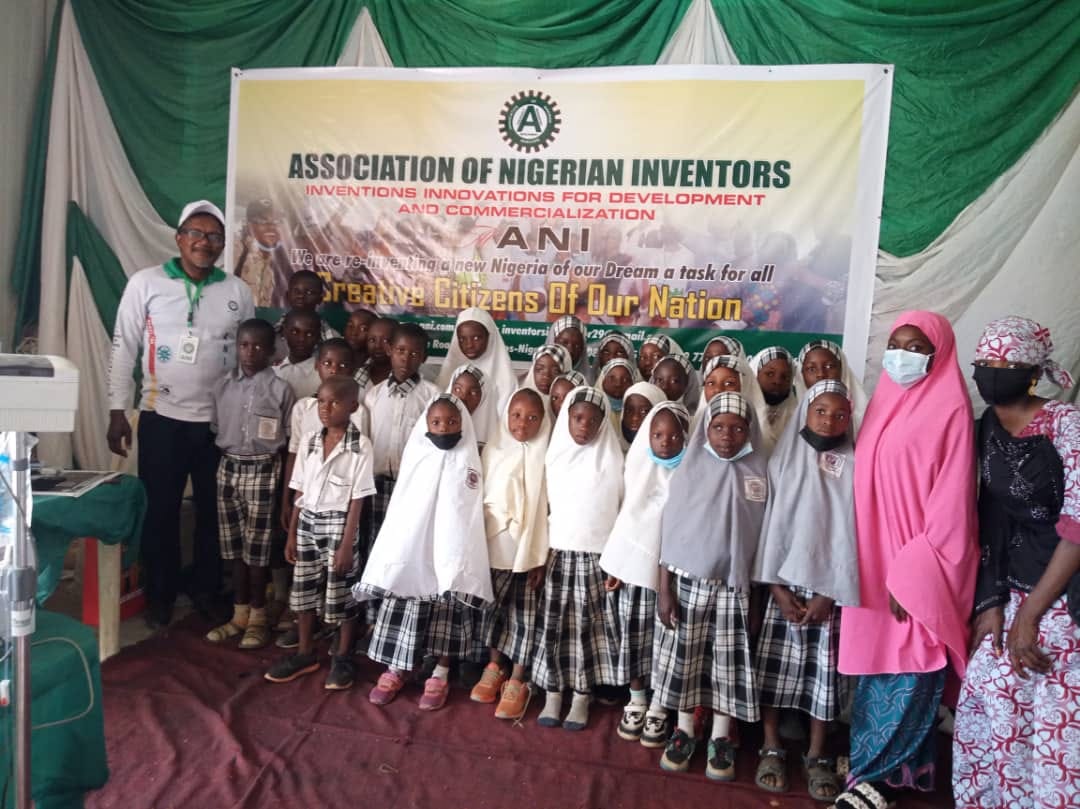 A
ASSOCIATION OF NIGERIAN INVENTORS
INVENTIONS INNOVATIONS FOR DEVELOPMENT
AND COMMERCIALIZATION
ANI
We are re-inventing a new Nigeria of our Dream a task for all
Creative Citizens Of Our Nation